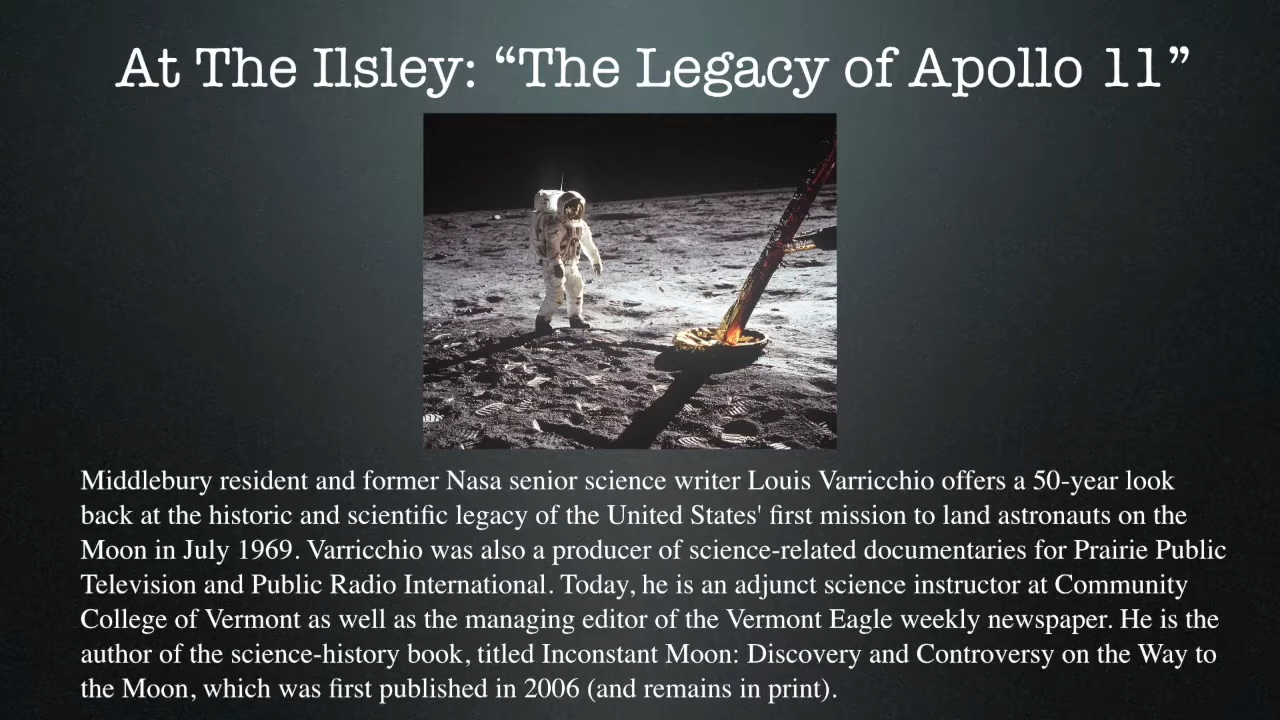 At The Ilsley: “The Legacy of Apollo 11”
Middlebury resident and former Nasa senior science writer Louis Varricchio offers a 50-year look
back at the historic and scientific legacy of the United States' first mission to land astronauts on the
Moon in July 1969. Varricchio was also a producer of science-related documentaries for Prairie Public
Television and Public Radio International. Today, he is an adjunct science instructor at Community
College of Vermont as well as the managing editor of the Vermont Eagle weekly newspaper. He is the
author of the science-history book, titled Inconstant Moon: Discovery and Controversy on the Way to
the Moon, which was first published in 2006 (and remains in print).